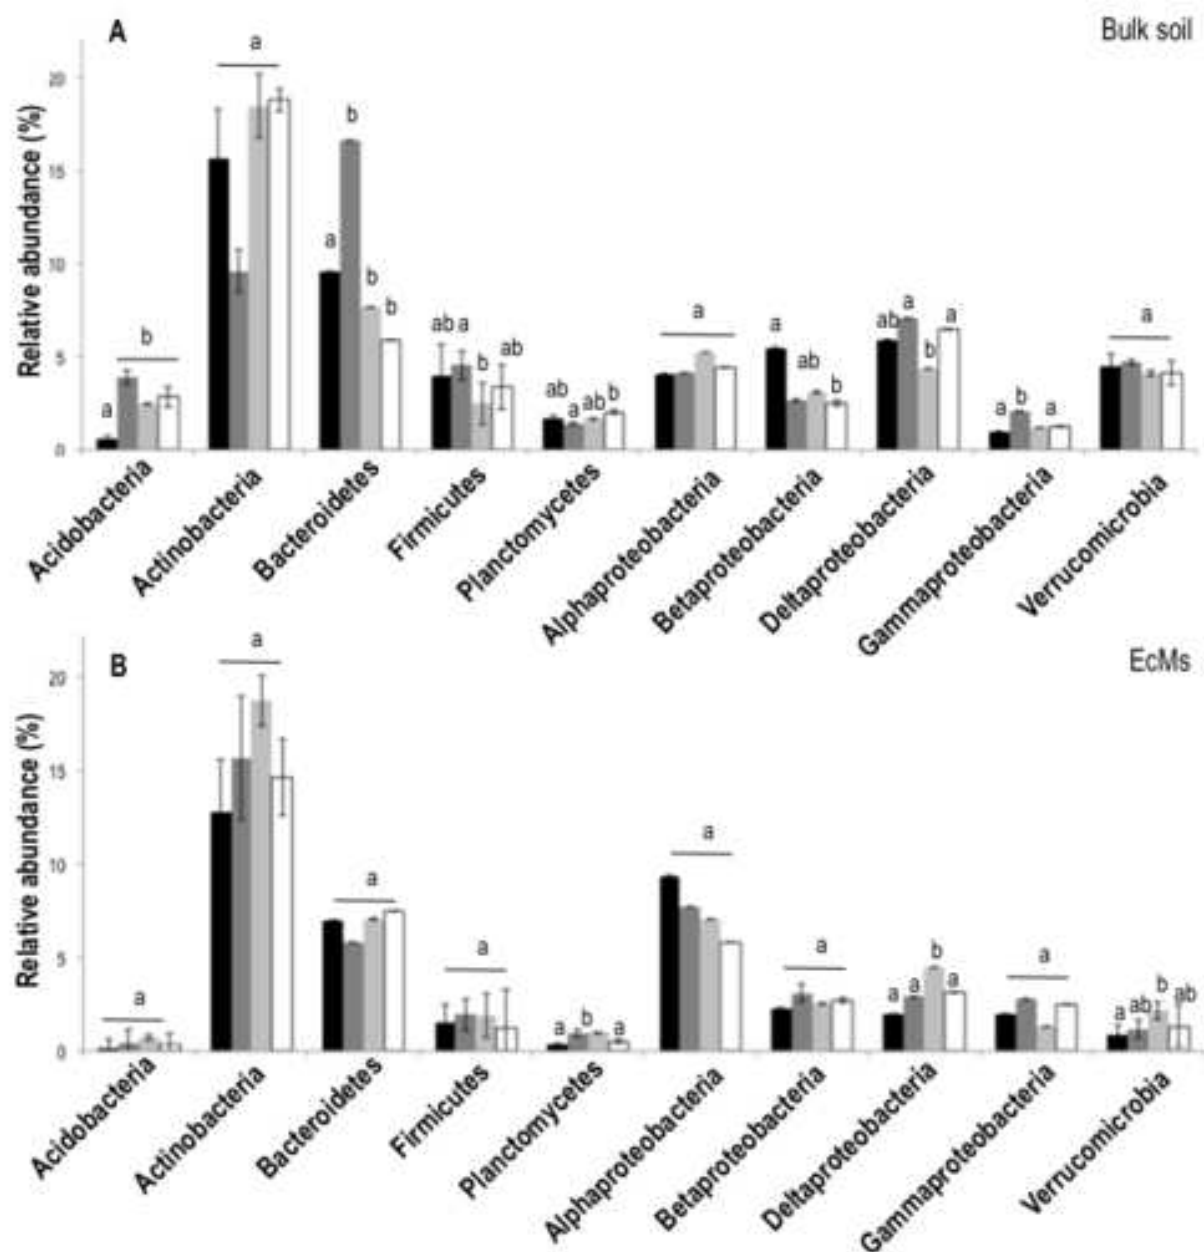 A
Bulk soil
Relative abundance (%)
20
15
10
5
0
a b
a
a b b b
ab a b ab
ab a ab b
a
a ab b
ab a b a
a b a
a
Acidobacteria
Actinobacteria
Bacteroidetes
Firmicutes
Planctomycetes
Alphaproteobacteria
Betaproteobacteria
Deltaproteobacteria
Gammaproteobacteria
Verrucomicrobia
B
EcMs
Relative abundance (%)
20
15
10
5
0
a
a
a
a
a b a
a
a
a a b a
a
a ab b ab
Acidobacteria
Actinobacteria
Bacteroidetes
Firmicutes
Planctomycetes
Alphaproteobacteria
Betaproteobacteria
Deltaproteobacteria
Gammaproteobacteria
Verrucomicrobia